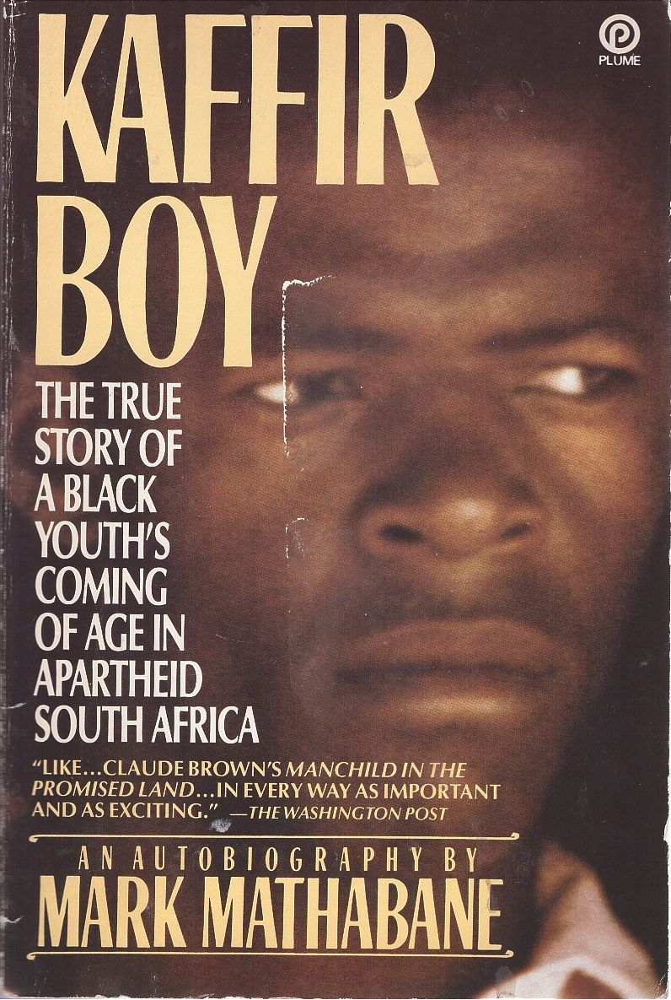 KAFFIR
PLUME
BOY
THE TRUE
STORY OF
A BLACK
YOUTH'S
COMING
OF AGE IN
APARTHEID
SOUTH AFRICA
"LIKE...CLAUDE BROWN'S MANCHILD IN THE
PROMISED LAND...IN EVERY WAY AS IMPORTANT
AND AS EXCITING." —THE WASHINGTON POST
AN AUTOBIOGRAPHY BY
MARK MATHABANE